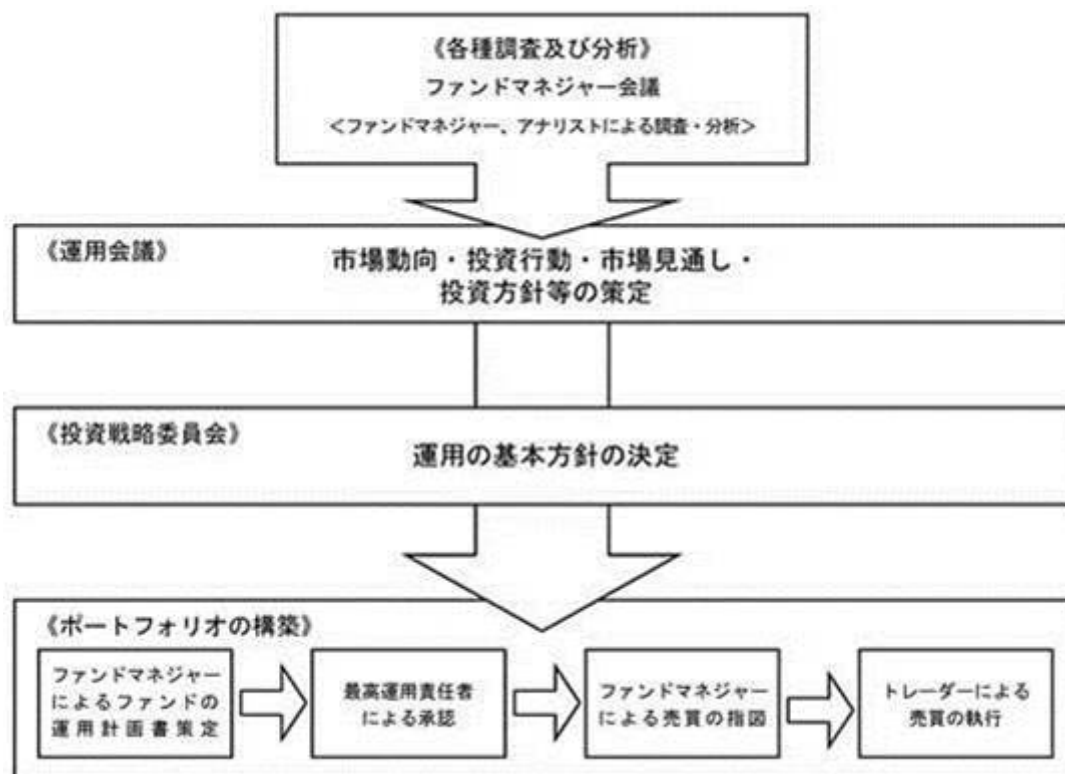 《各種調査及び分析》
ファンドマネジャー会議
＜ファンドマネジャー、アナリストによる調査・分析＞
《運用会議》
市場動向・投資行動・市場見通し・
投資方針等の策定
《投資戦略委員会》
運用の基本方針の決定
《ポートフォリオの構築》
ファンドマネジャー
によるファンドの
運用計画書策定
最高運用責任者
による承認
ファンドマネジャー
による売買の指図
トレーダーによる
売買の執行